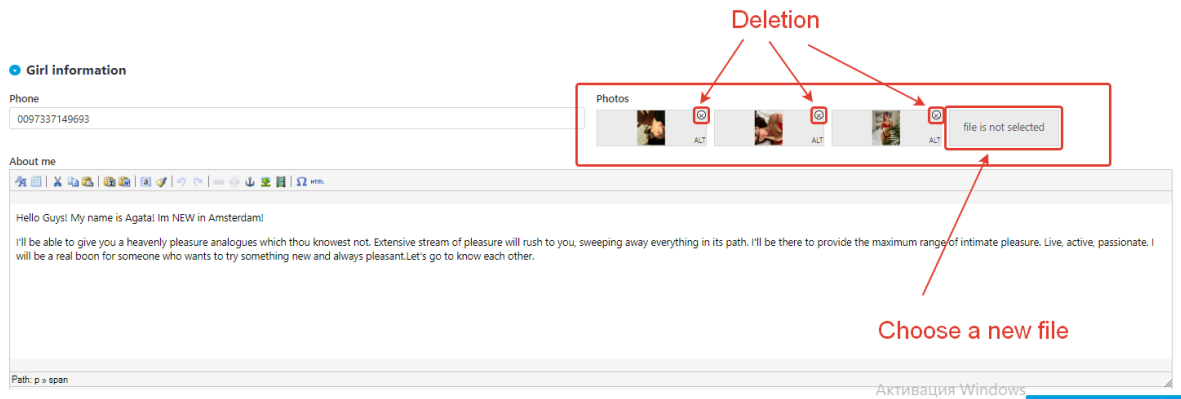 Deletion
Girl information
Phone
Photos
0097337149693
ALT
ALT
ALT
file is not selected
About me
HTML
Hello Guys! My name is Agata! Im NEW in Amsterdam!
I'll be able to give you a heavenly pleasure analogues which thou knowest not. Extensive stream of pleasure will rush to you, sweeping away everything in its path. I'll be there to provide the maximum range of intimate pleasure. Live, active, passionate. I
will be a real boon for someone who wants to try something new and always pleasant.Let's go to know each other.
Choose a new file
Path: p » span
Активация Windows